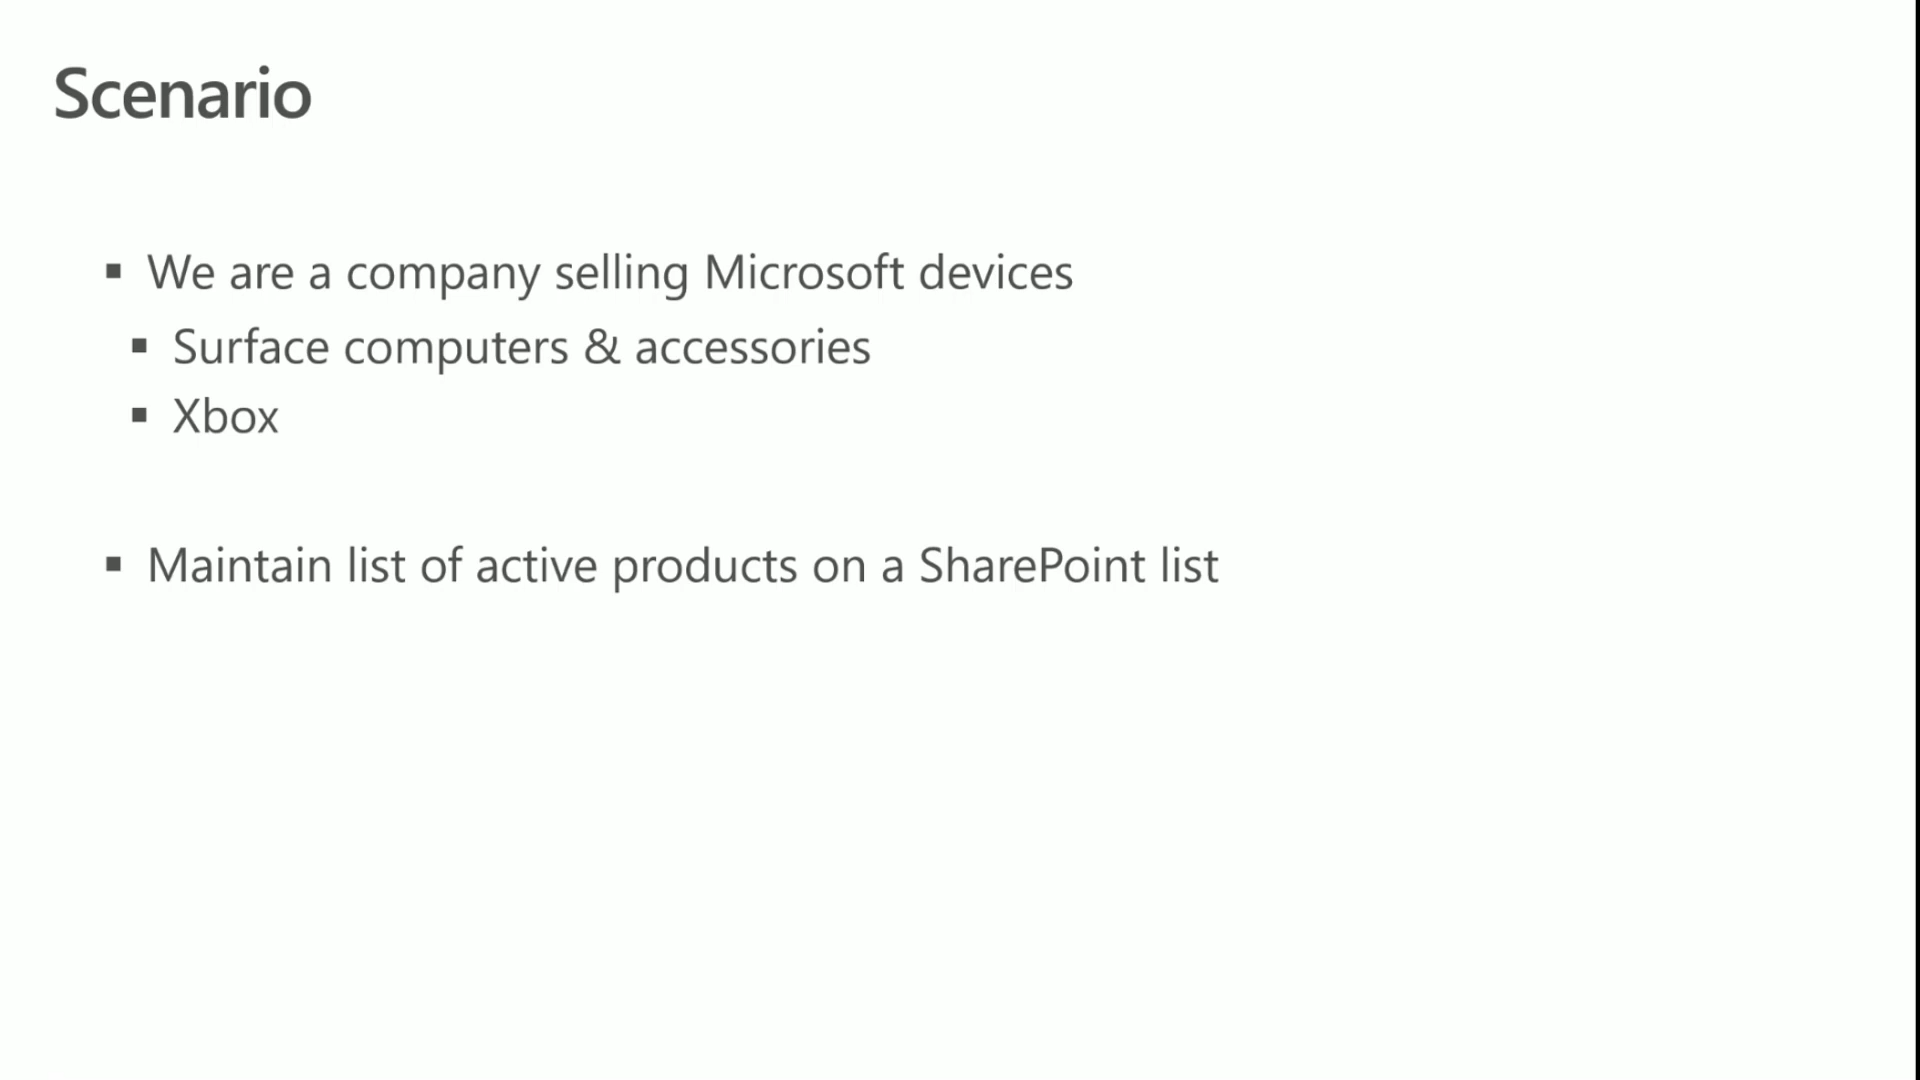 Scenario
▪ We are a company selling Microsoft devices
▪ Surface computers & accessories
▪ Xbox
▪ Maintain list of active products on a SharePoint list